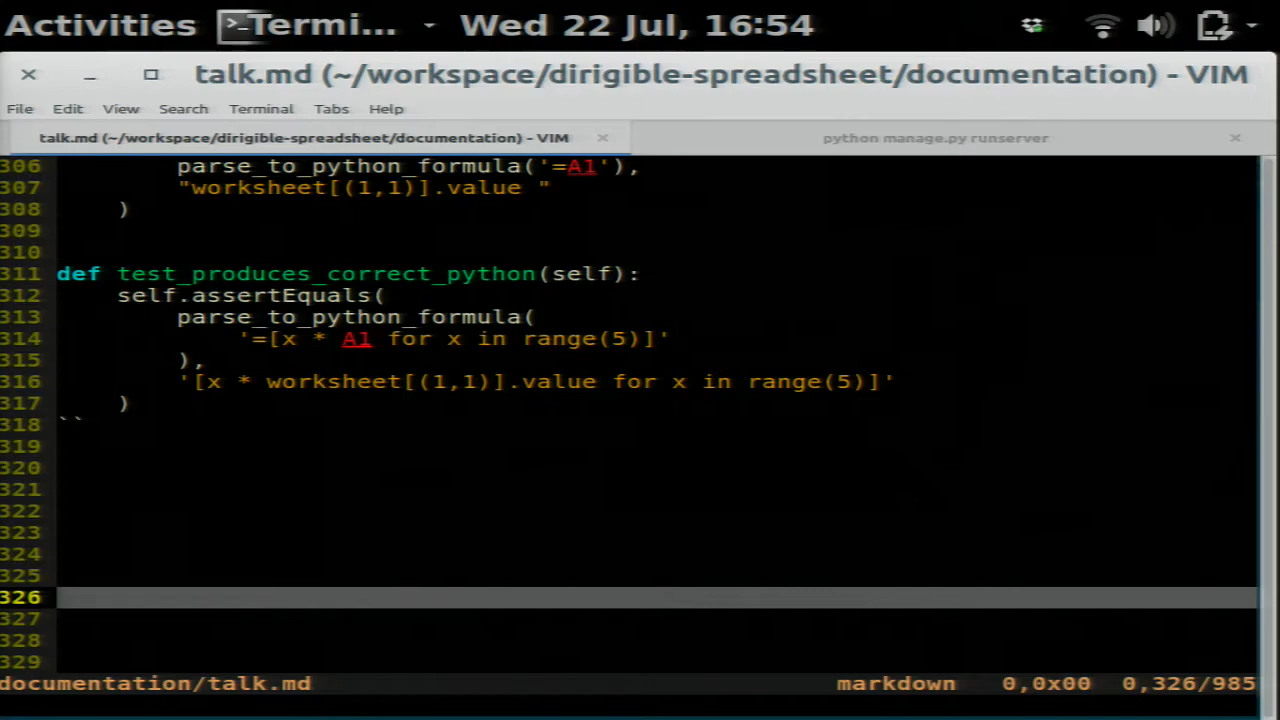 Activities Termi... Wed 22 Jul, 16:54
talk.md (~/workspace/dirigible-spreadsheet/documentation) - VIM
File Edit View Search Terminal Tabs Help
talk.md (~/workspace/dirigible-spreadsheet/documentation) - VIM × python manage.py runserver ×
306 parse_to_python_formula('=A1'),
307 "worksheet[(1,1)].value "
308 )
309
310
311 def test_produces_correct_python(self):
312 self.assertEquals(
313 parse_to_python_formula(
314 '=[x * A1 for x in range(5)]'
315 ),
316 '[x * worksheet[(1,1)].value for x in range(5)]'
317 )
318 ``
319
320
321
322
323
324
325
326
327
328
329
documentation/talk.md markdown 0,0x00 0,326/985